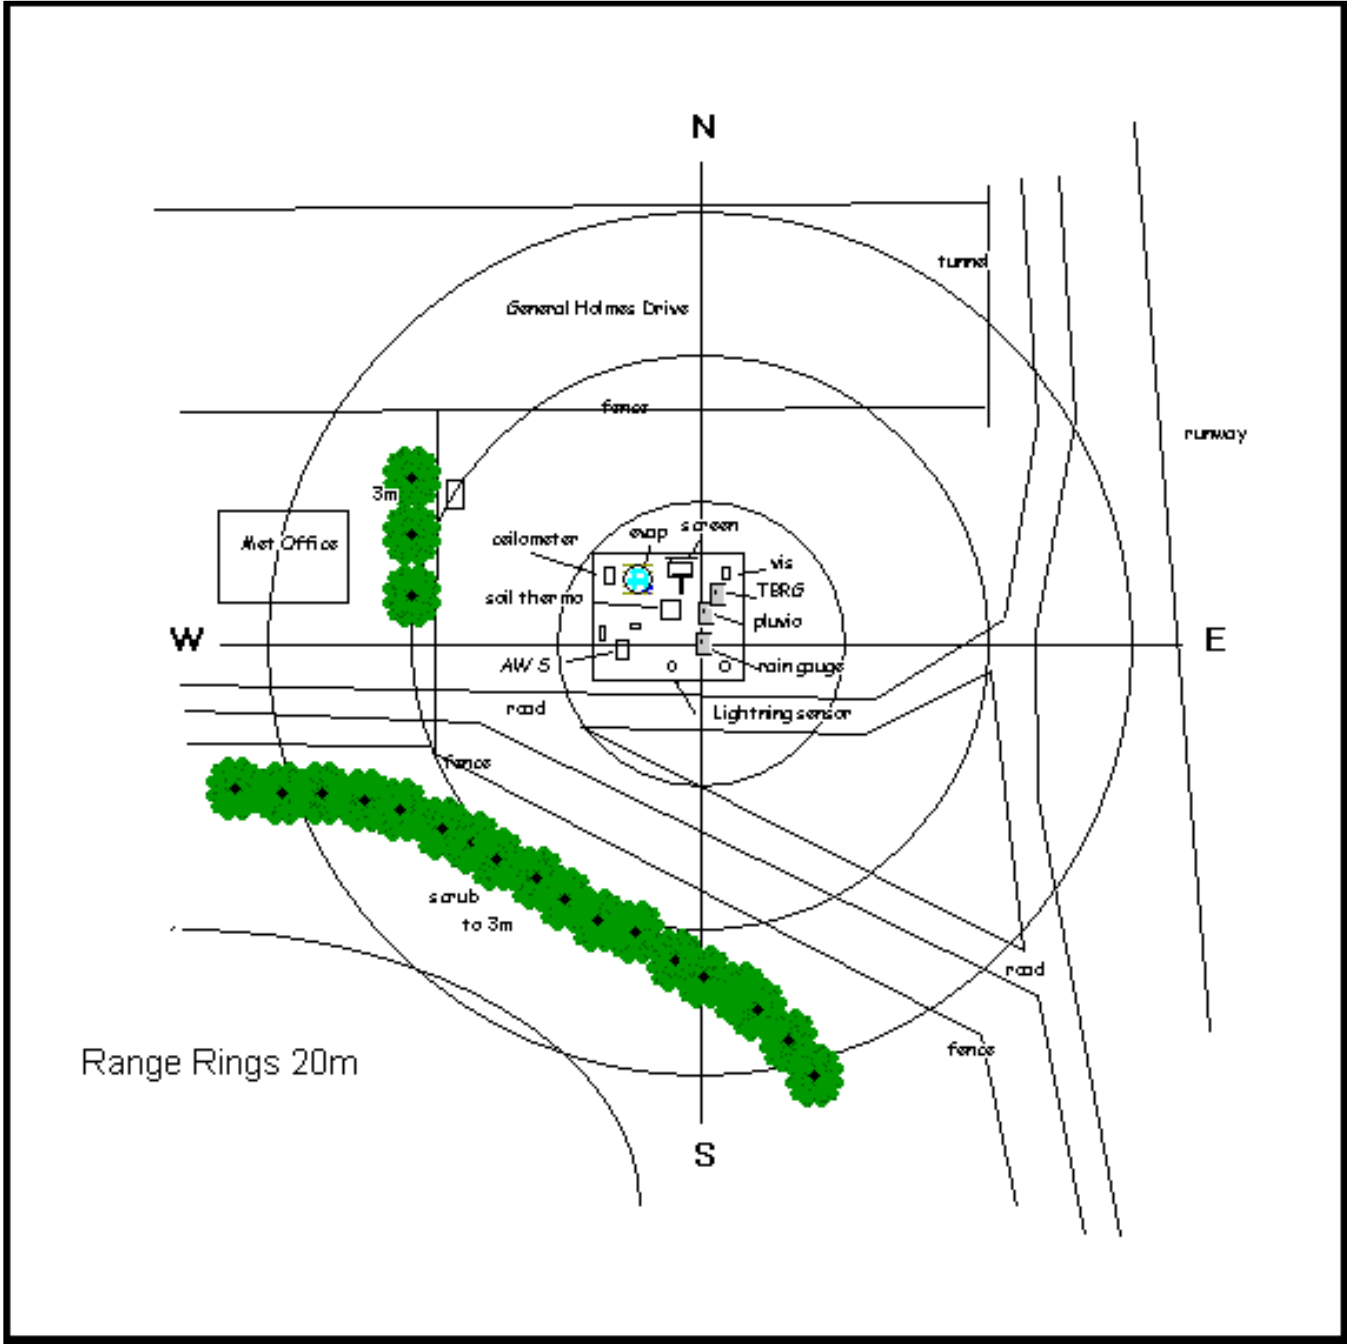 N
tunnel
General Holmes Drive
fence
runway
3m
screen
evap
ceilometer
Met Office
vis
TBRG
soil thermo
pluvio
W
E
AWS
rain gauge
road
Lightning sensor
fence
scrub
to 3m
road
fence
Range Rings 20m
S